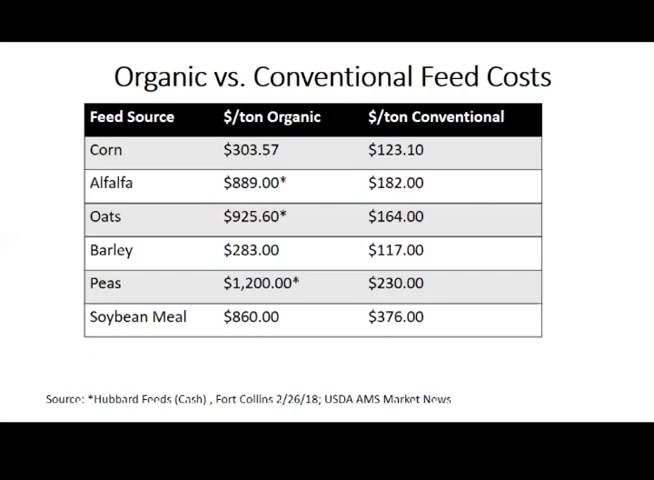 Organic vs. Conventional Feed Costs
Feed Source $/ton Organic $/ton Conventional
Corn $303.57 $123.10
Alfalfa $889.00* $182.00
Oats $925.60* $164.00
Barley $283.00 $117.00
Peas $1,200.00* $230.00
Soybean Meal $860.00 $376.00
Source: *Hubbard Feeds (Cash) , Fort Collins 2/26/18; USDA AMS Market News